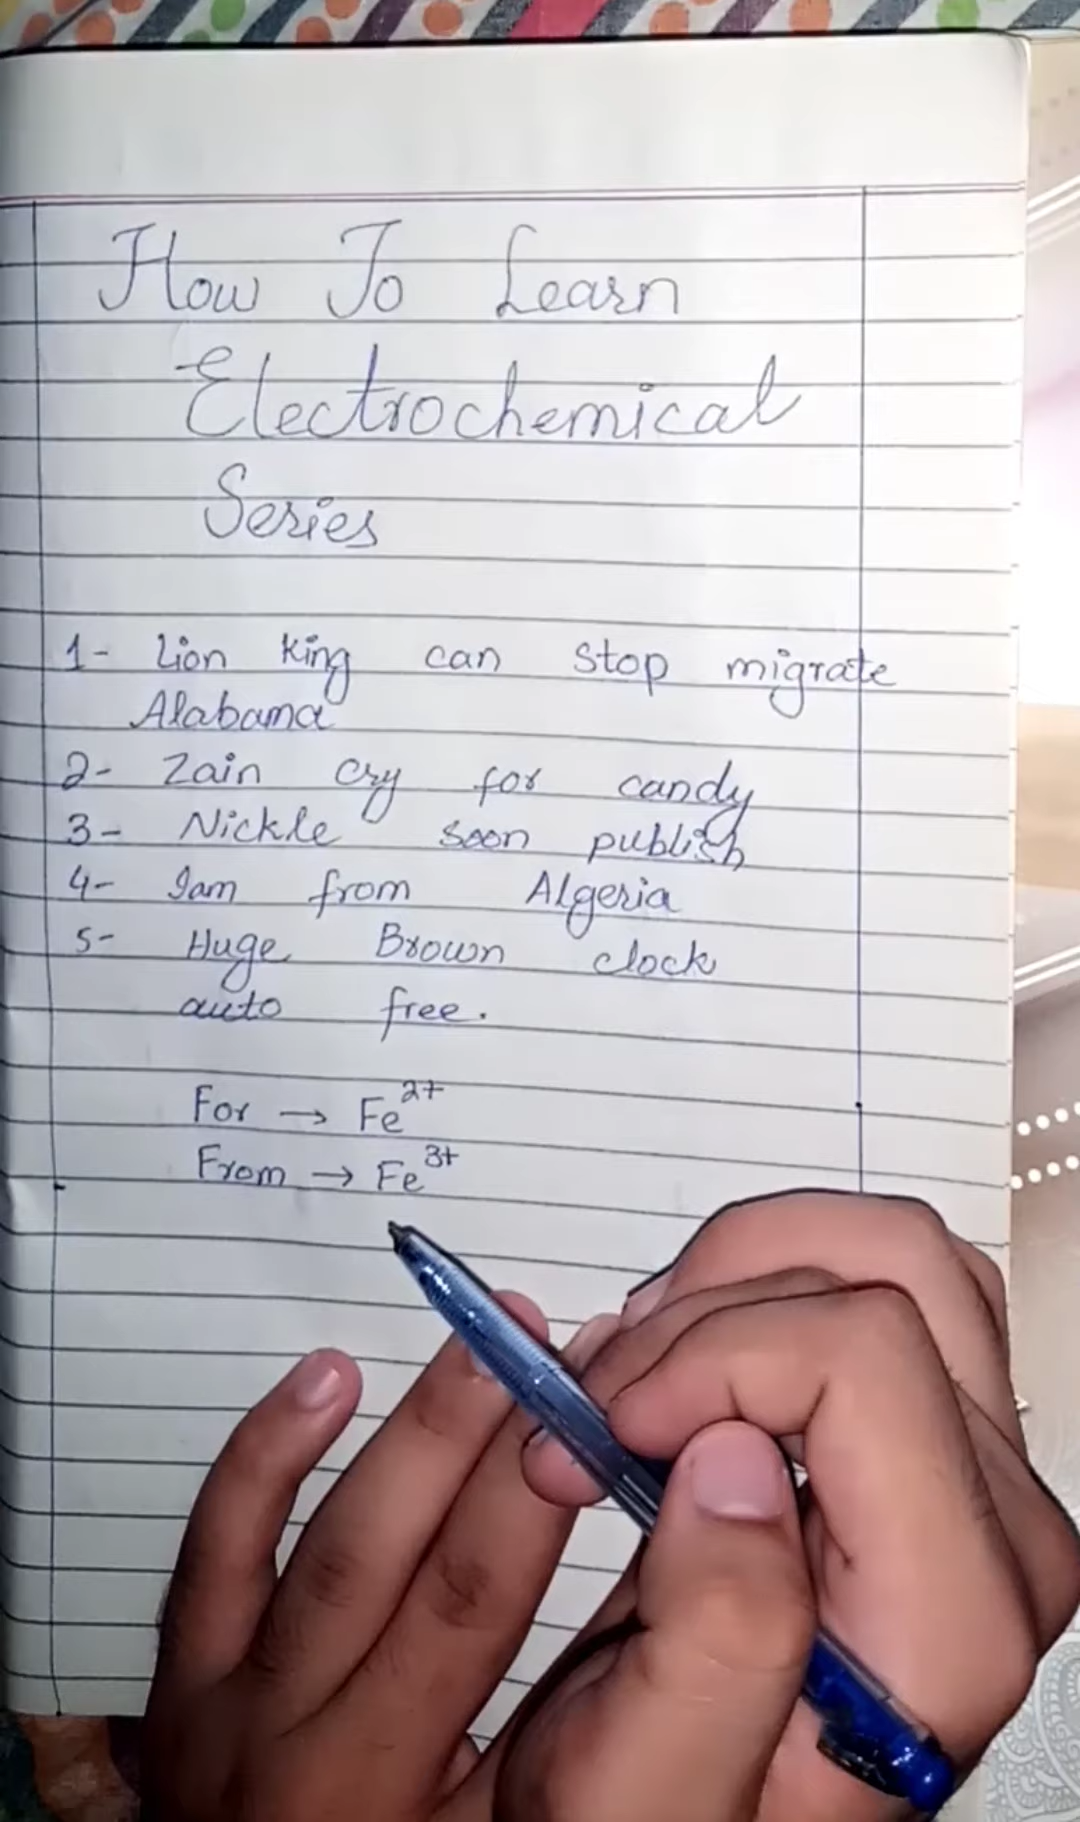 How To Learn
Electrochemical
Series
1- Lion King can stop migrate
Alabama
2- Zain cry for candy
3- Nickle soon publish
4- Iam from Algeria
5- Huge Brown clock
auto free.
For → Fe²⁺
From → Fe³⁺